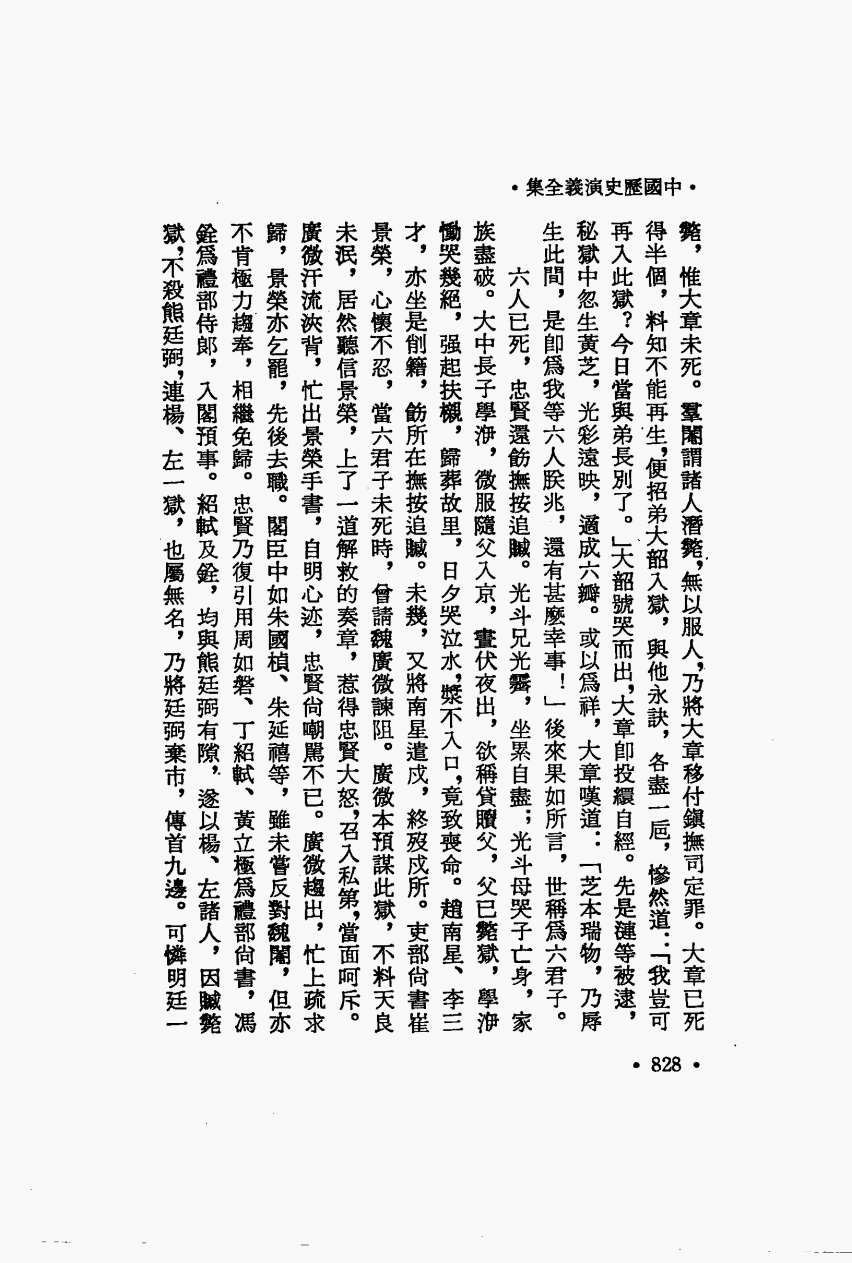 •中國歷史演義全集•
斃，惟大章未死。羣閹謂諸人潛斃，無以服人，乃將大章移付鎭撫司定罪。大章已死
得半個，料知不能再生，便招弟大韶入獄，與他永訣，各盡一巵，慘然道：「我豈可
再入此獄？今日當與弟長別了。」大韶號哭而出，大章卽投繯自經。先是漣等被逮，
秘獄中忽生黃芝，光彩遠映，適成六瓣。或以爲祥，大章嘆道：「芝本瑞物，乃辱
生此間，是卽爲我等六人朕兆，還有甚麼幸事！」後來果如所言，世稱爲六君子。
六人已死，忠賢還飭撫按追贓。光斗兄光霽，坐累自盡；光斗母哭子亡身，家
族盡破。大中長子學洢，微服隨父入京，晝伏夜出，欲稱貸贖父，父已斃獄，學洢
慟哭幾絕，强起扶櫬，歸葬故里，日夕哭泣水，漿不入口，竟致喪命。趙南星、李三
才，亦坐是削籍，飭所在撫按追贓。未幾，又將南星遣戍，終歿戍所。吏部尙書崔
景榮，心懷不忍，當六君子未死時，曾請魏廣微諫阻。廣微本預謀此獄，不料天良
未泯，居然聽信景榮，上了一道解救的奏章，惹得忠賢大怒，召入私第，當面呵斥。
廣微汗流浹背，忙出景榮手書，自明心迹，忠賢尙嘲罵不已。廣微趨出，忙上疏求
歸，景榮亦乞罷，先後去職。閣臣中如朱國楨、朱延禧等，雖未嘗反對魏閹，但亦
不肯極力趨奉，相繼免歸。忠賢乃復引用周如磐、丁紹軾、黃立極爲禮部尙書，馮
銓爲禮部侍郞，入閣預事。紹軾及銓，均與熊廷弼有隙，遂以楊、左諸人，因贓斃
獄，不殺熊廷弼，連楊、左一獄，也屬無名，乃將廷弼棄市，傳首九邊。可憐明廷一
•828•